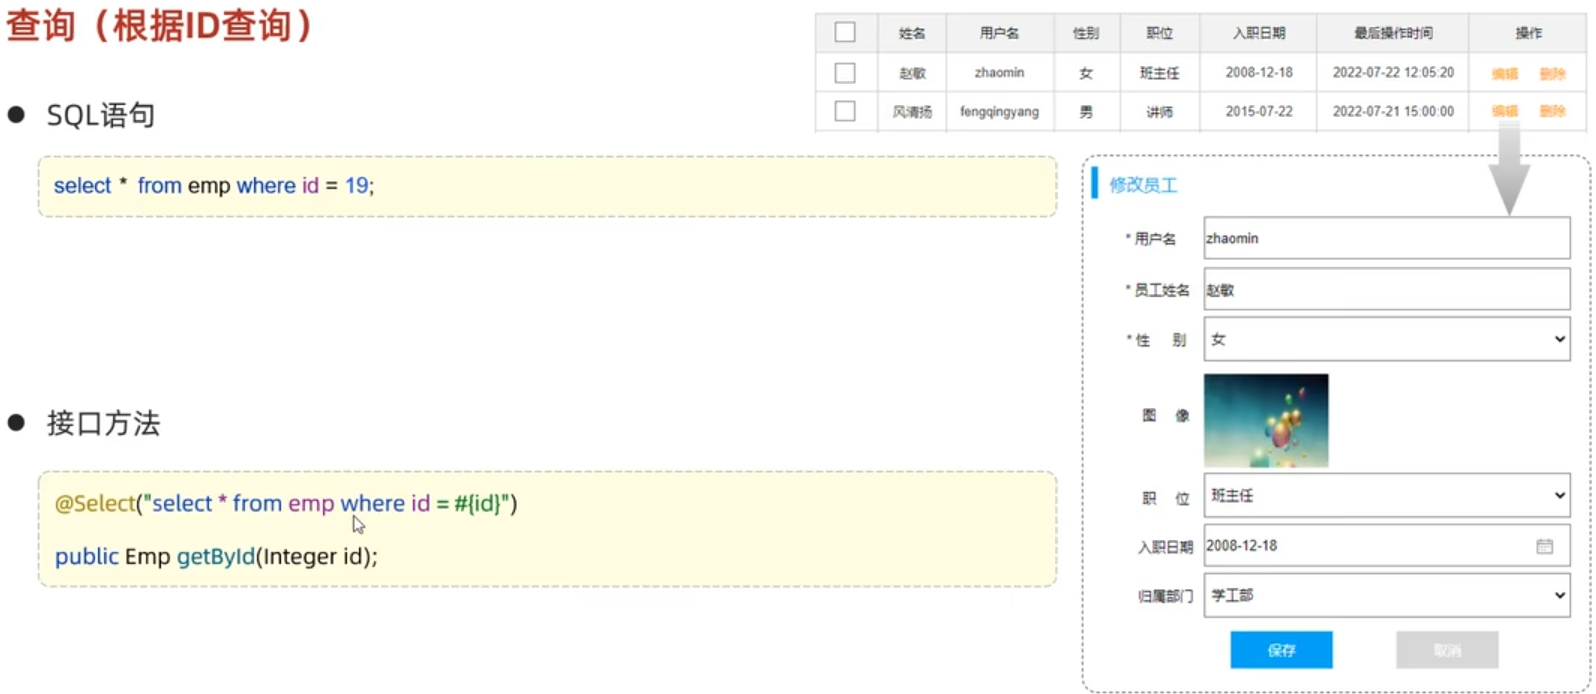 查询（根据ID查询）
SQL语句
select * from emp where id = 19;
接口方法
@Select("select * from emp where id = #{id}")
public Emp getById(Integer id);
姓名 用户名 性别 职位 入职日期 最后操作时间 操作
赵敏 zhaomin 女 班主任 2008-12-18 2022-07-22 12:05:20 编辑 删除
风清扬 fengqingyang 男 讲师 2015-07-22 2022-07-21 15:00:00 编辑 删除
修改员工
* 用户名 zhaomin
* 员工姓名 赵敏
* 性 别 女
图 像
职 位 班主任
入职日期 2008-12-18
归属部门 学工部
保存 取消